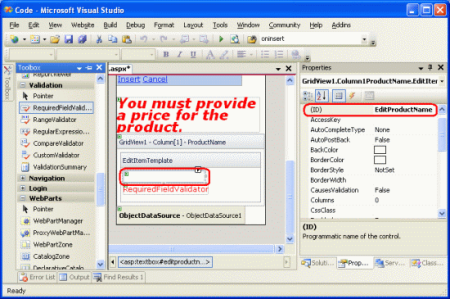 Code - Microsoft Visual Studio
File Edit View Website Build Debug Format Layout Tools Window Community Help Addins
oninsert
Toolbox
Toolbox
ReportViewer
Validation
Pointer
RequiredFieldVali...
RangeValidator
RegularExpressio...
CompareValidator
CustomValidator
ValidationSummary
Navigation
Login
WebParts
Pointer
WebPartManager
ProxyWebPartMa...
WebPartZone
CatalogZone
DeclarativeCatalo...
.aspx*
Insert Cancel
You must provide
a price for the
product.
GridView1 - Column[1] - ProductName
EditItemTemplate
RequiredFieldValidator
ObjectDataSource - ObjectDataSource1
<asp:textbox#editproductn...>
Properties
GridView1.Column1ProductName.EditIter
(ID) EditProductName
AccessKey
AutoCompleteType None
AutoPostBack False
BackColor
BorderColor
BorderStyle NotSet
BorderWidth
CausesValidation False
Columns 0
CssClass
(ID)
Programmatic name of the control.
Solutio... Prop... Serve... Class...
Error List Output Find Results 1